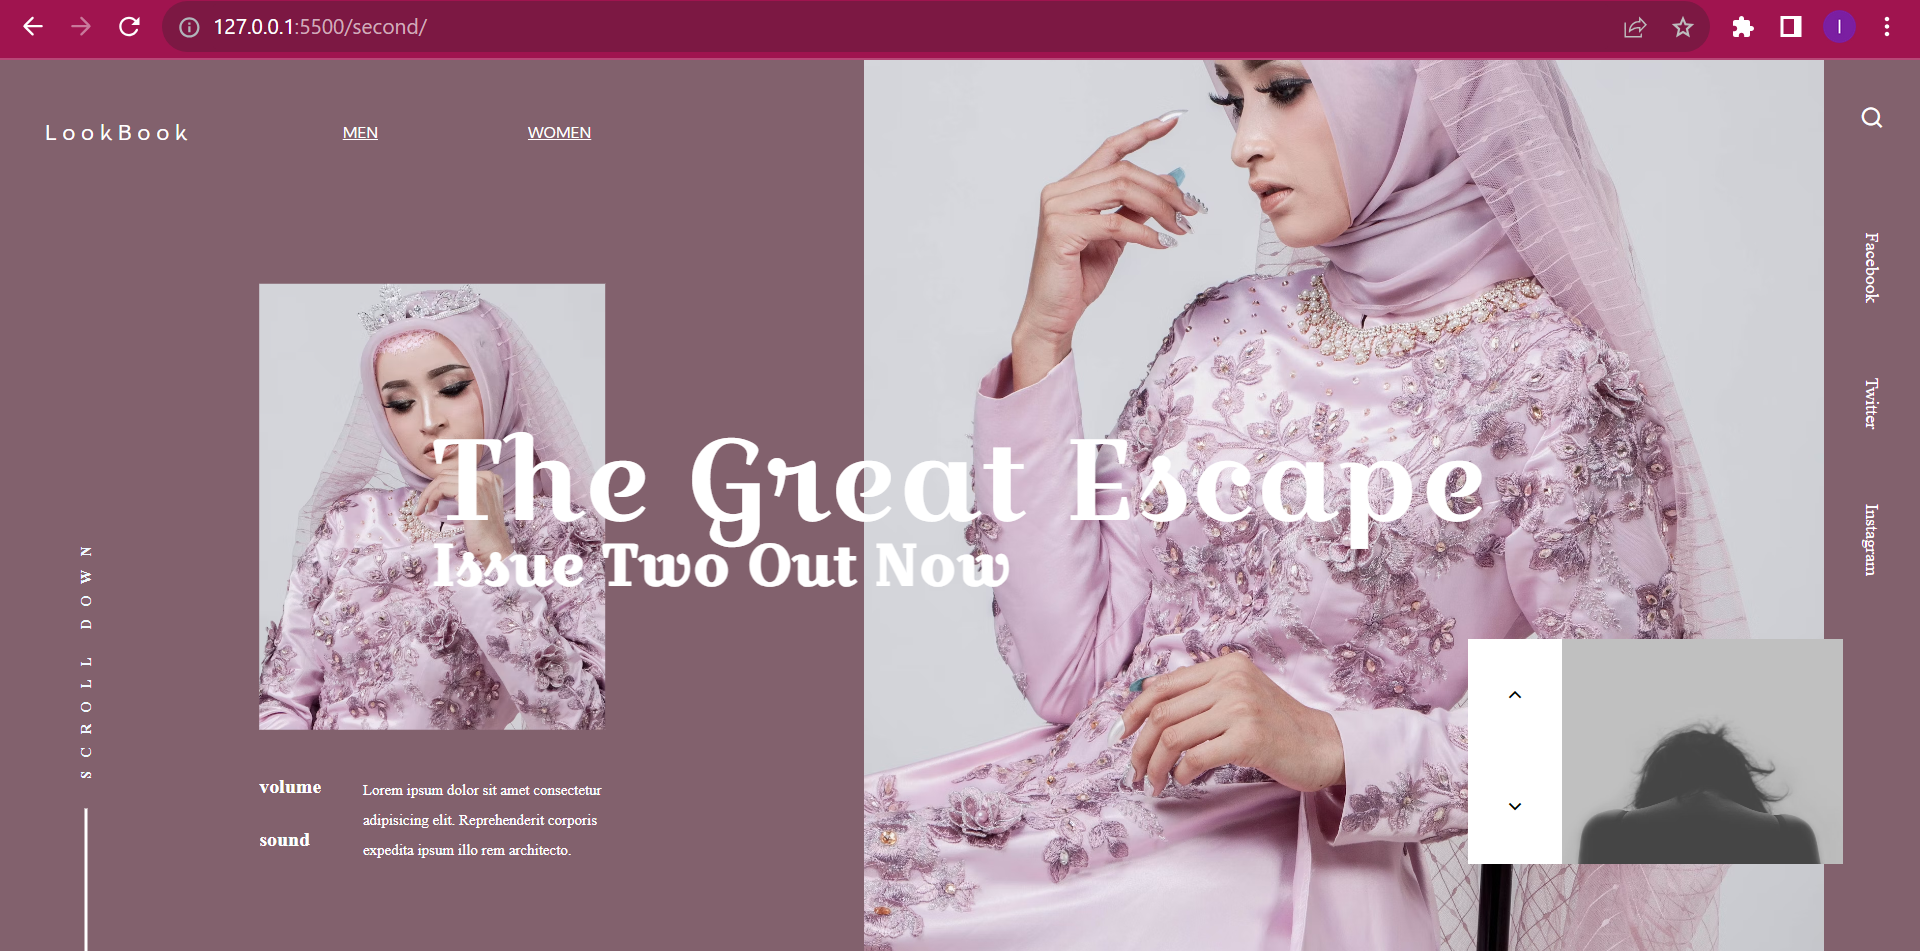 127.0.0.1:5500/second/
I
LookBook
MEN
WOMEN
Facebook
Twitter
Instagram
The Great Escape
Issue Two Out Now
SCROLL DOWN
volume
sound
Lorem ipsum dolor sit amet consectetur
adipisicing elit. Reprehenderit corporis
expedita ipsum illo rem architecto.